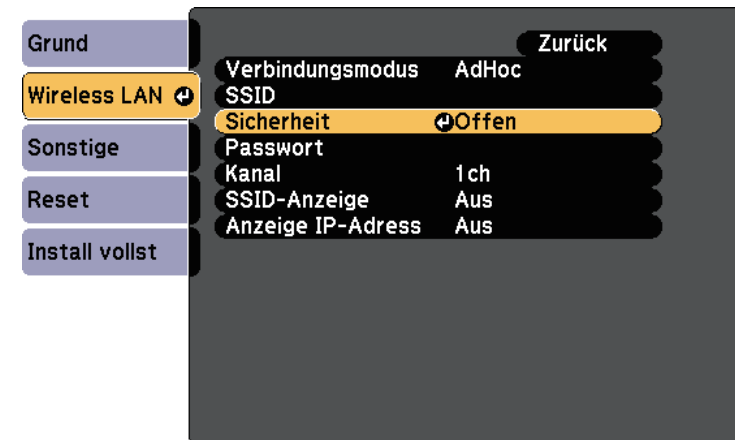 Grund
Wireless LAN
Sonstige
Reset
Install vollst
Zurück
Verbindungsmodus AdHoc
SSID
Sicherheit Offen
Passwort
Kanal 1ch
SSID-Anzeige Aus
Anzeige IP-Adress Aus